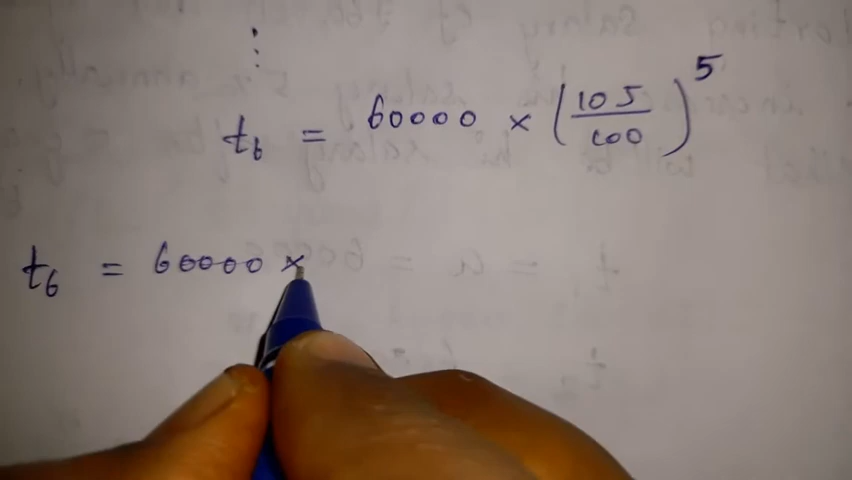 ⋮
t₆ = 60000 × (105/100)⁵
t₆ = 60000 ×